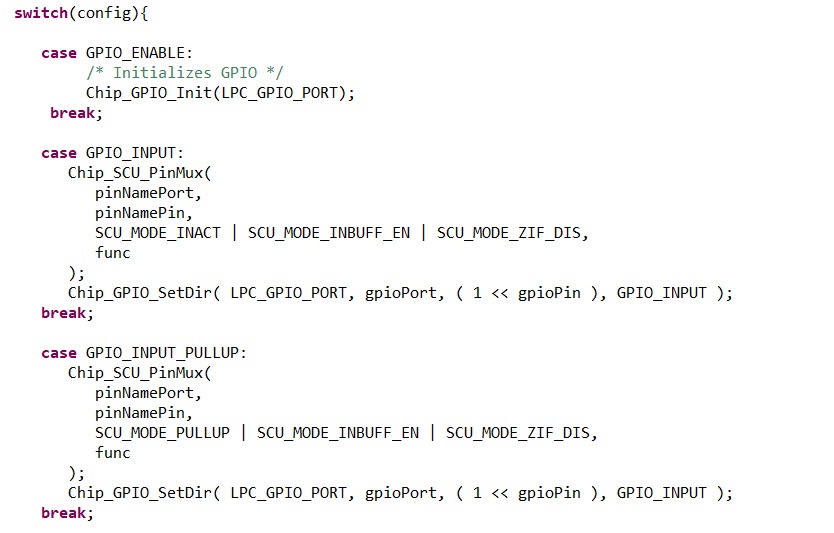 switch(config){
case GPIO_ENABLE:
/* Initializes GPIO */
Chip_GPIO_Init(LPC_GPIO_PORT);
break;
case GPIO_INPUT:
Chip_SCU_PinMux(
pinNamePort,
pinNamePin,
SCU_MODE_INACT | SCU_MODE_INBUFF_EN | SCU_MODE_ZIF_DIS,
func
);
Chip_GPIO_SetDir( LPC_GPIO_PORT, gpioPort, ( 1 << gpioPin ), GPIO_INPUT );
break;
case GPIO_INPUT_PULLUP:
Chip_SCU_PinMux(
pinNamePort,
pinNamePin,
SCU_MODE_PULLUP | SCU_MODE_INBUFF_EN | SCU_MODE_ZIF_DIS,
func
);
Chip_GPIO_SetDir( LPC_GPIO_PORT, gpioPort, ( 1 << gpioPin ), GPIO_INPUT );
break;